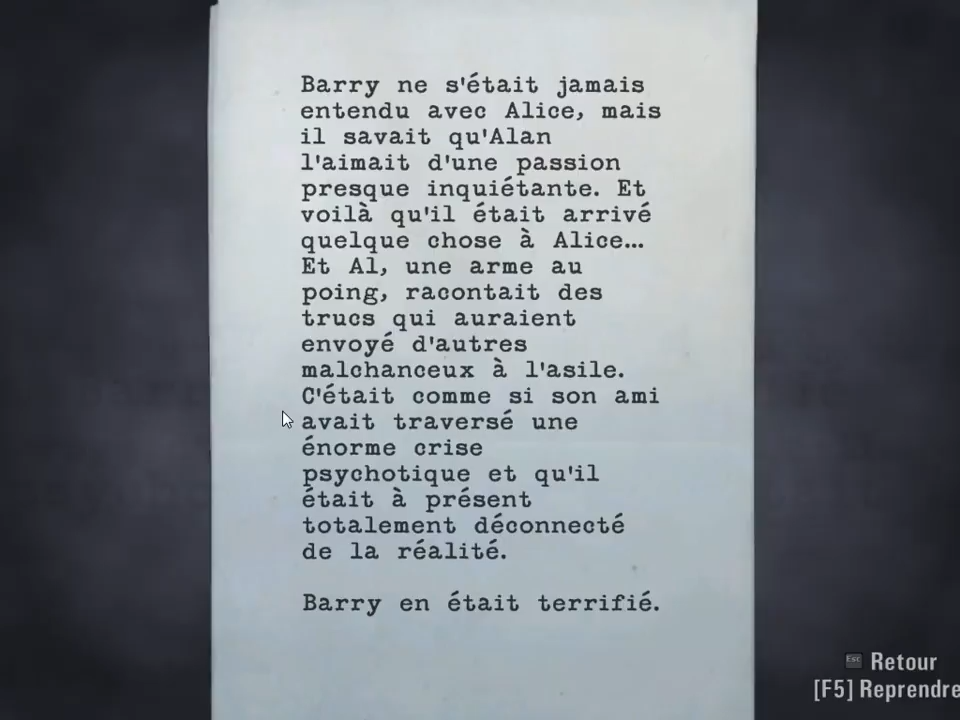 Barry ne s'était jamais
entendu avec Alice, mais
il savait qu'Alan
l'aimait d'une passion
presque inquiétante. Et
voilà qu'il était arrivé
quelque chose à Alice...
Et Al, une arme au
poing, racontait des
trucs qui auraient
envoyé d'autres
malchanceux à l'asile.
C'était comme si son ami
avait traversé une
énorme crise
psychotique et qu'il
était à présent
totalement déconnecté
de la réalité.
Barry en était terrifié.
Esc Retour
[F5] Reprendre